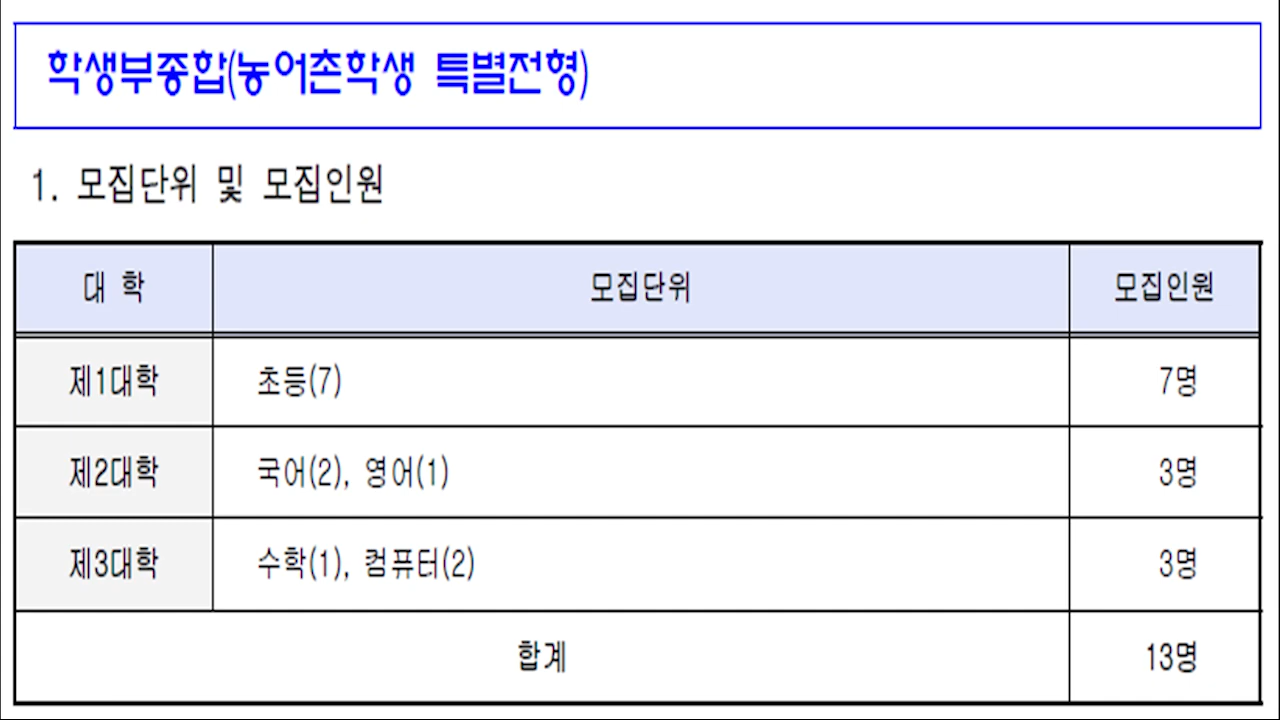 학생부종합(농어촌학생 특별전형)
1. 모집단위 및 모집인원
대 학 모집단위 모집인원
제1대학 초등(7) 7명
제2대학 국어(2), 영어(1) 3명
제3대학 수학(1), 컴퓨터(2) 3명
합계 13명